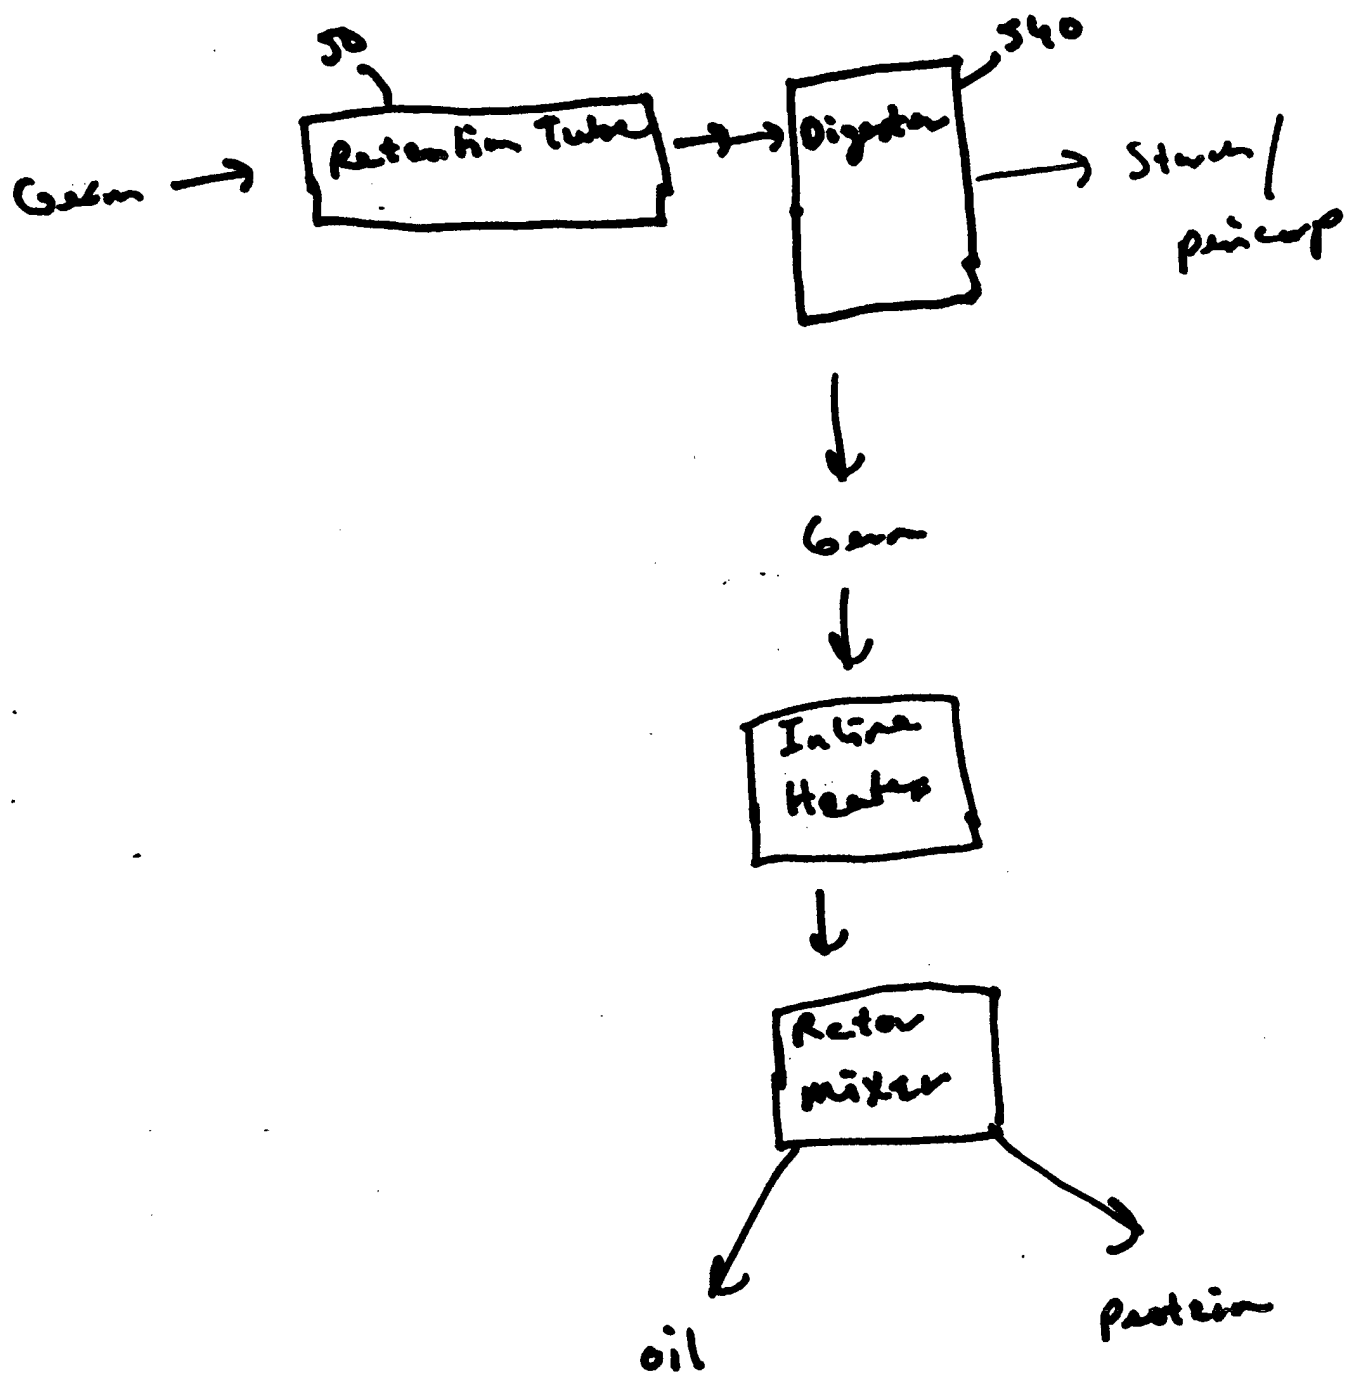 50
540
Germ
Retention Tube
Digester
Starch/
pericarp
Germ
Inline
Heater
Rotor
mixer
oil
protein